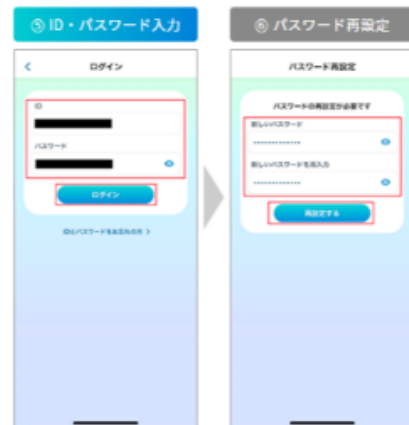 ⑤ ID・パスワード入力
ログイン
ID
パスワード
ログイン
IDとパスワードをお忘れの方
⑥ パスワード再設定
パスワード再設定
パスワードの再設定が必要です
新しいパスワード
新しいパスワードを再入力
再設定する